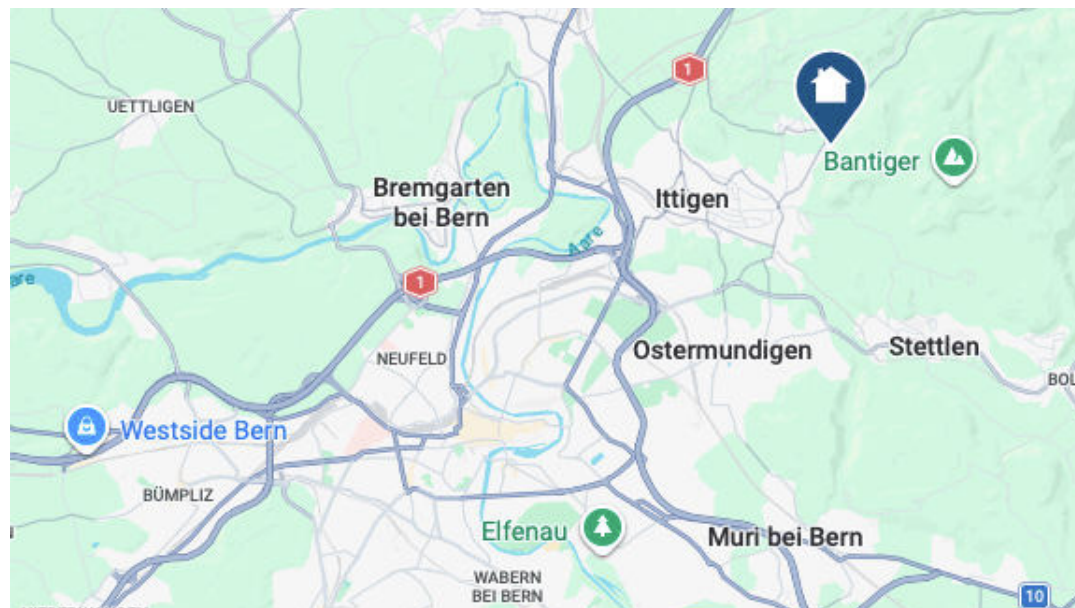 1
UETTLIGEN
Bantiger
Bremgarten
bei Bern
Ittigen
Aare
are
1
NEUFELD
Ostermundigen
Stettlen
BOL
Westside Bern
BÜMPLIZ
Elfenau
Muri bei Bern
WABERN
BEI BERN
10